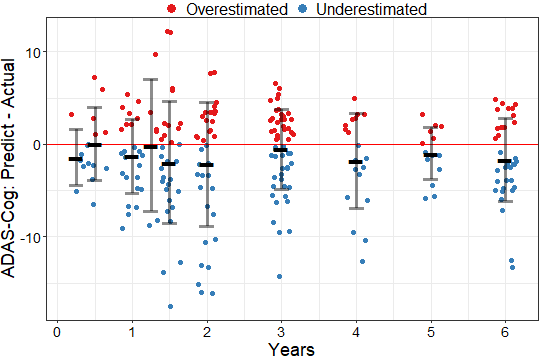 Overestimated Underestimated
ADAS-Cog: Predict - Actual
10
0
-10
0 1 2 3 4 5 6
Years